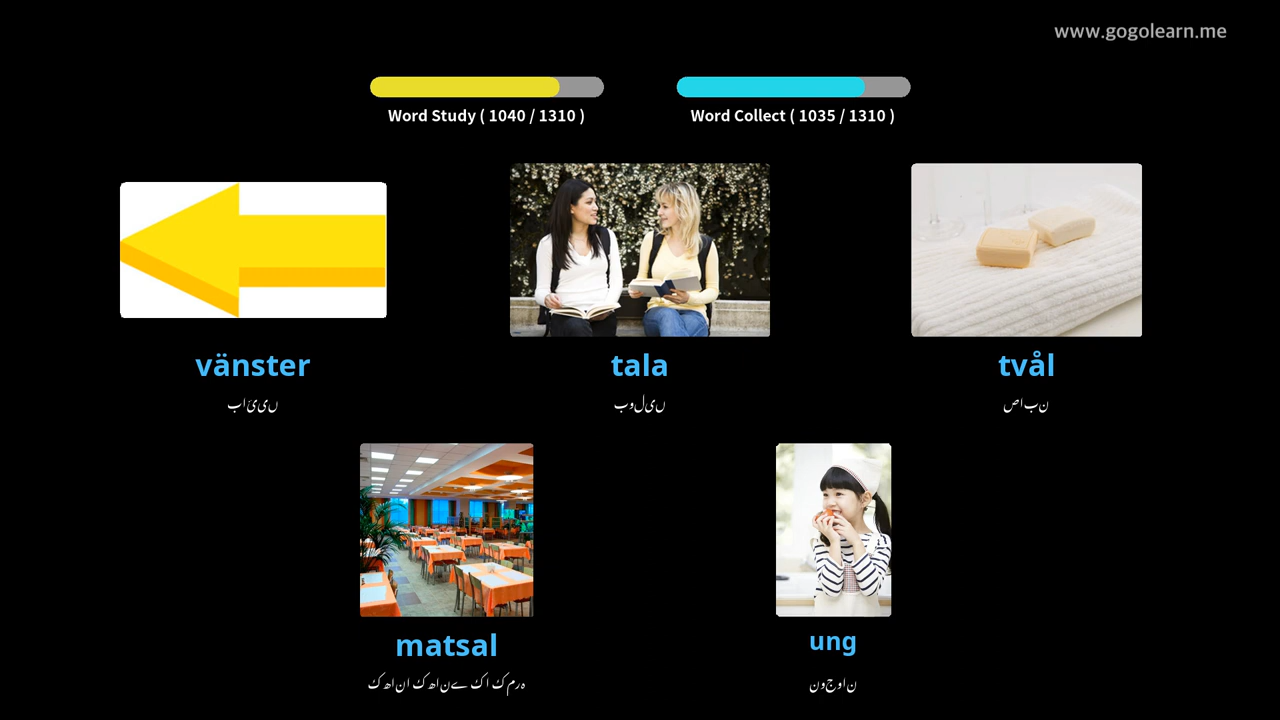 www.gogolearn.me
Word Study ( 1040 / 1310 )
Word Collect ( 1035 / 1310 )
vänster
بائیں
tala
بولیں
tvål
صابن
matsal
کھانا کھانے کا کمرہ
ung
نوجوان